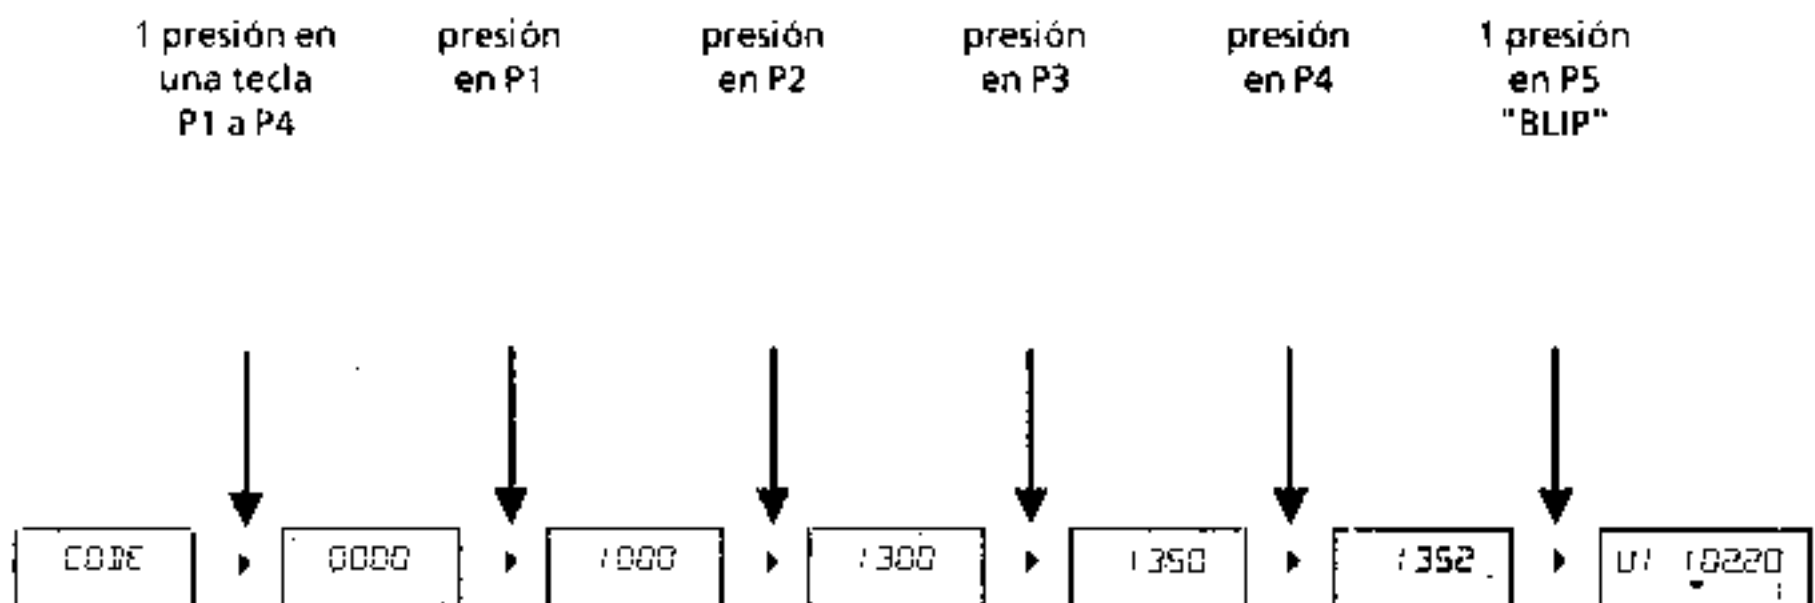 1 presión en
una tecla
P1 a P4
presión
en P1
presión
en P2
presión
en P3
presión
en P4
1 presión
en P5
"BLIP"
CODE
0000
1000
1300
1350
1352
U1 10220